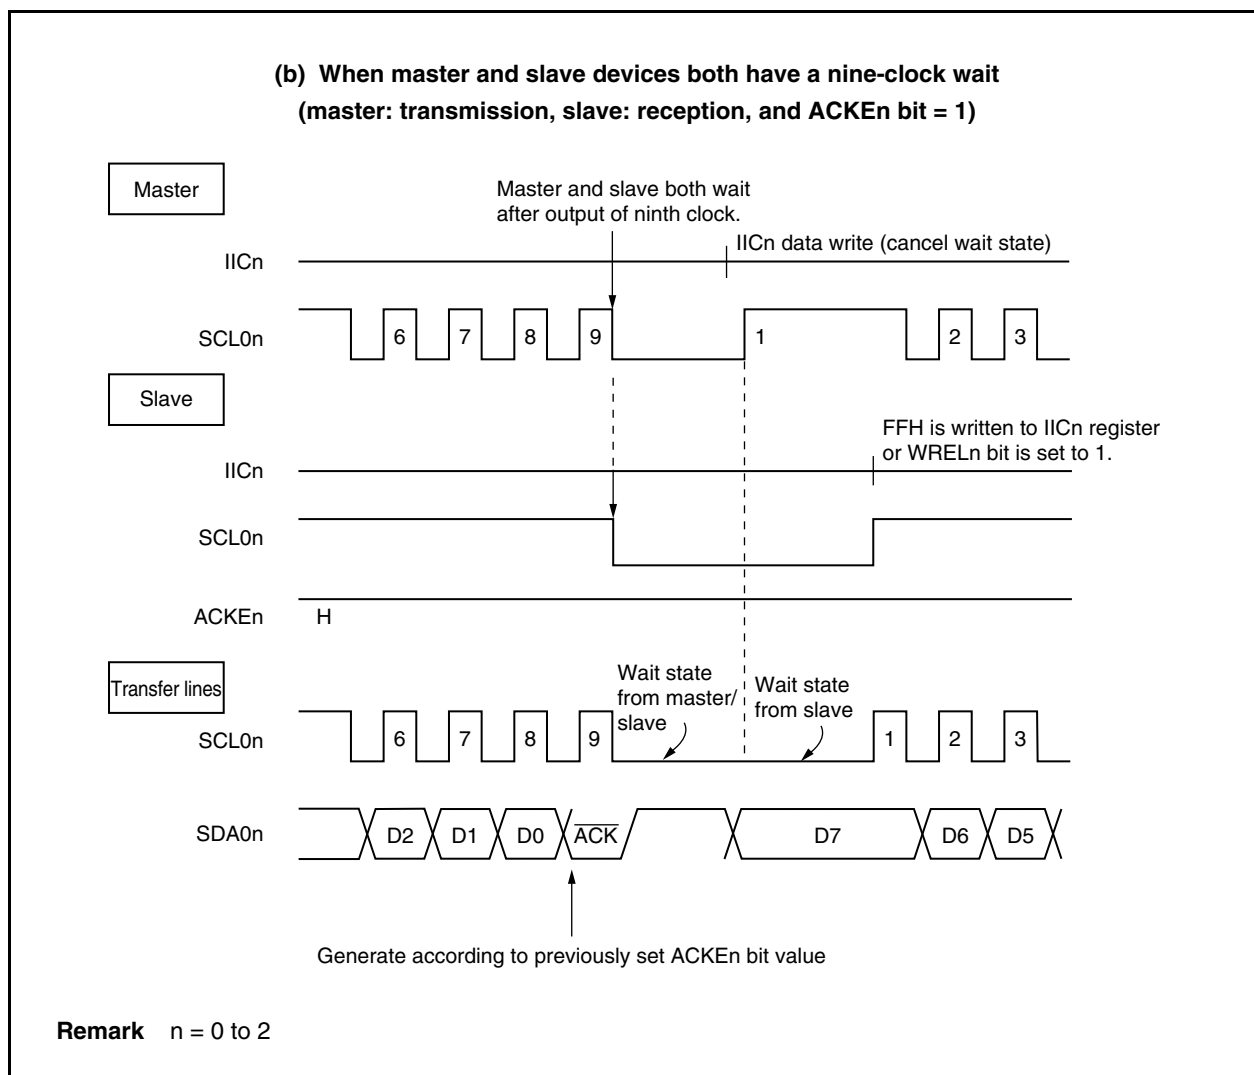 (b) When master and slave devices both have a nine-clock wait
(master: transmission, slave: reception, and ACKEn bit = 1)
Master
Master and slave both wait
after output of ninth clock.
IICn data write (cancel wait state)
IICn
SCL0n
6 7 8 9 1 2 3
Slave
FFH is written to IICn register
or WRELn bit is set to 1.
IICn
SCL0n
ACKEn H
Transfer lines
Wait state
from master/
slave
Wait state
from slave
SCL0n
6 7 8 9 1 2 3
SDA0n
D2 D1 D0 ACK D7 D6 D5
Generate according to previously set ACKEn bit value
Remark n = 0 to 2